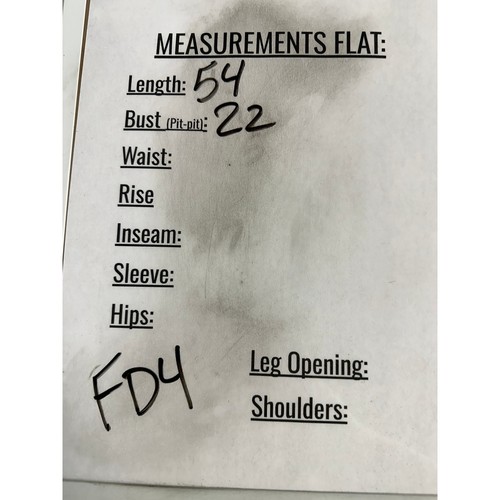 MEASUREMENTS FLAT:
Length: 54
Bust (Pit-pit): 22
Waist:
Rise
Inseam:
Sleeve:
Hips:
FD4
Leg Opening:
Shoulders: